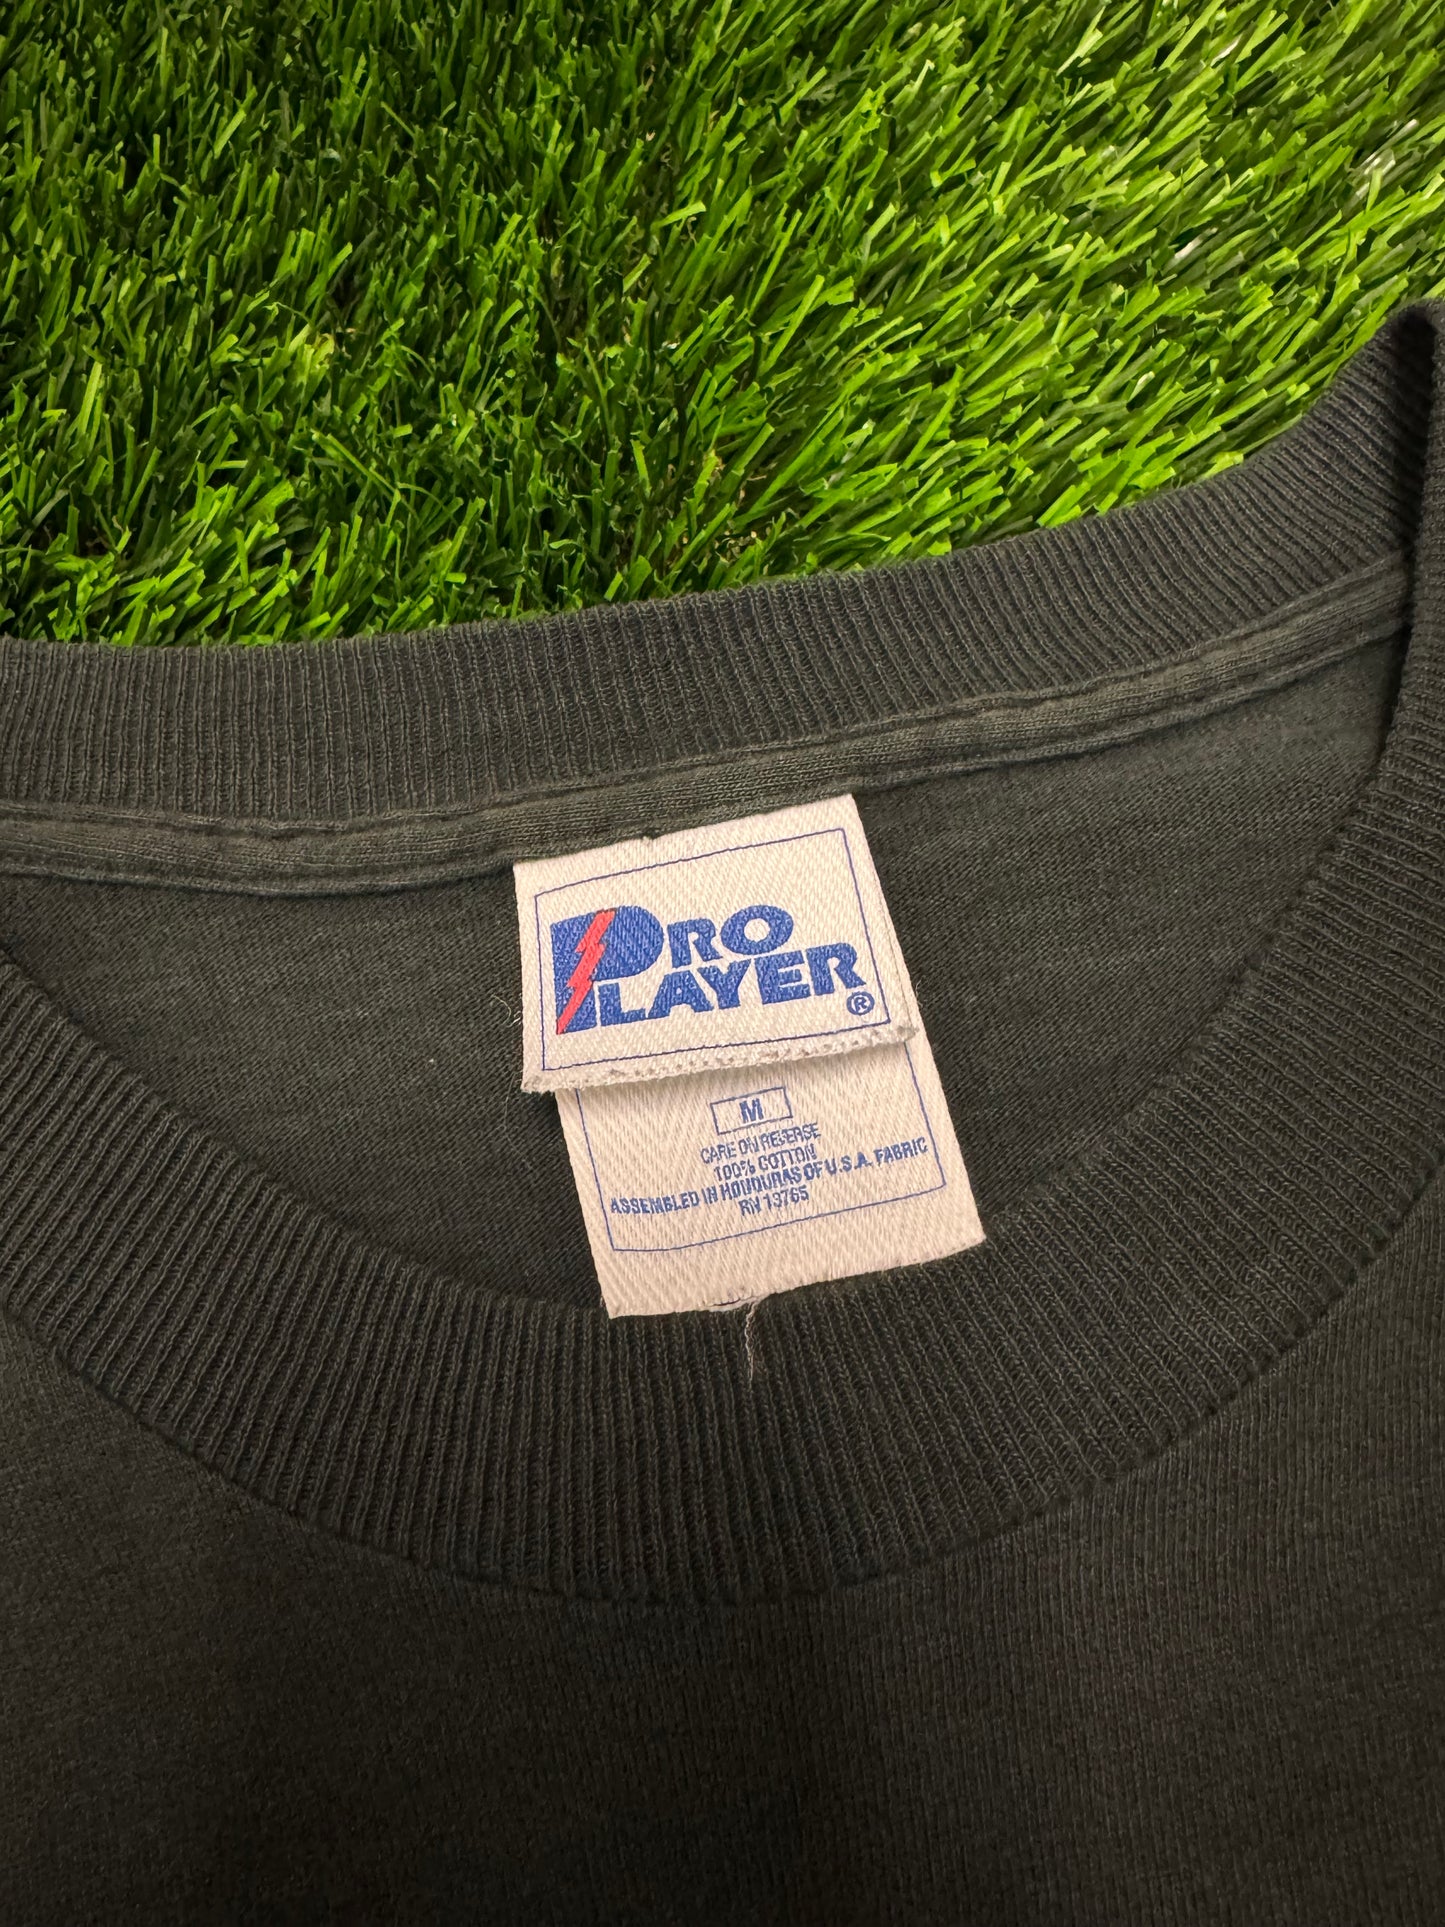 PRO
PLAYER®
M
CARE ON REVERSE
100% COTTON
ASSEMBLED IN HONDURAS OF U.S.A. FABRIC
RN 13765